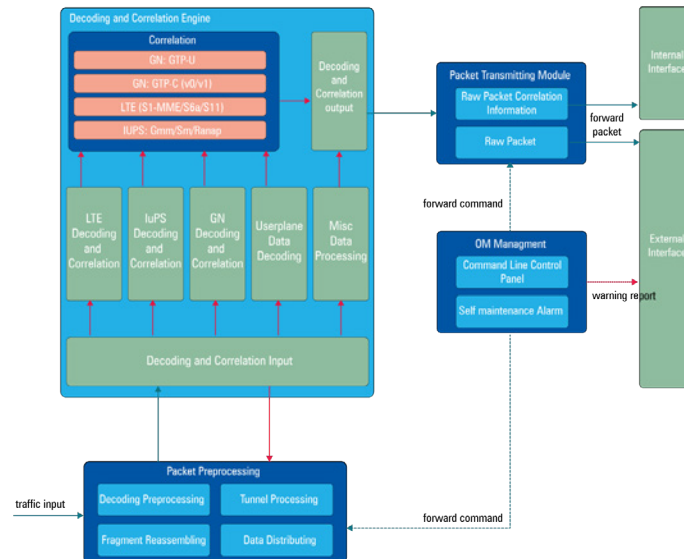 Decoding and Correlation Engine
Correlation
GN: GTP-U
GN: GTP-C (v0/v1)
LTE (S1-MME/S6a/S11)
IUPS: Gmm/Sm/Ranap
Decoding
and
Correlation
output
LTE
Decoding
and
Correlation
IuPS
Decoding
and
Correlation
GN
Decoding
and
Correlation
Userplane
Data
Decoding
Misc
Data
Processing
Decoding and Correlation Input
Packet Transmitting Module
Raw Packet Correlation
Information
Raw Packet
forward
packet
Internal
Interface
External
Interface
forward command
OM Managment
Command Line Control
Panel
Self maintenance Alarm
warning report
Packet Preprocessing
Decoding Preprocessing
Tunnel Processing
Fragment Reassembling
Data Distributing
traffic input
forward command